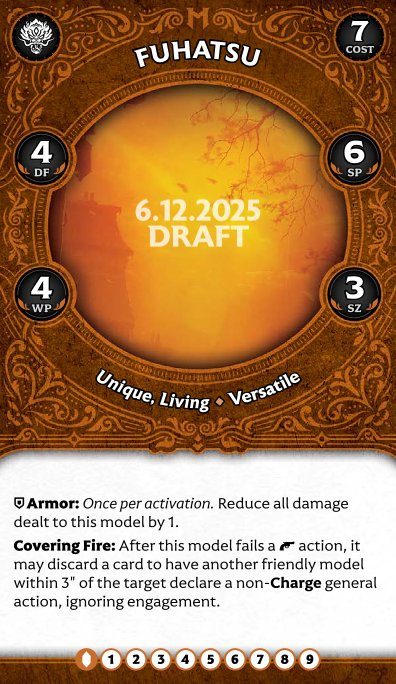 FUHATSU
7
COST
4
DF
6
SP
6.12.2025
DRAFT
4
WP
3
SZ
Unique, Living ◆ Versatile
Armor: Once per activation. Reduce all damage
dealt to this model by 1.
Covering Fire: After this model fails a action, it
may discard a card to have another friendly model
within 3" of the target declare a non-Charge general
action, ignoring engagement.
1 2 3 4 5 6 7 8 9